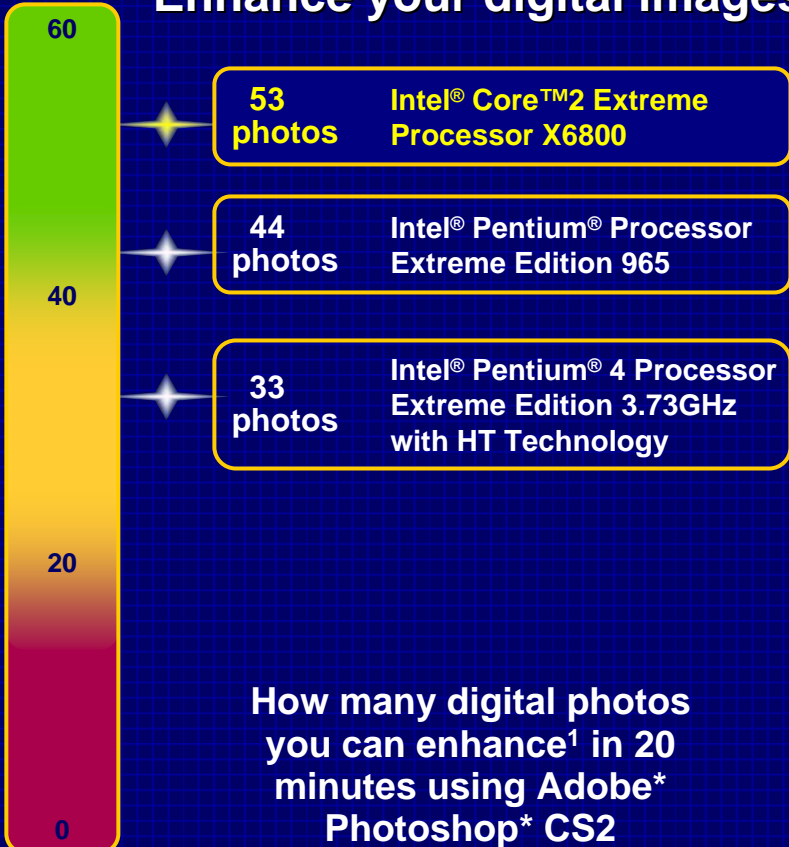 Enhance your digital images
60
53
photos
Intel® Core™2 Extreme
Processor X6800
44
photos
Intel® Pentium® Processor
Extreme Edition 965
40
33
photos
Intel® Pentium® 4 Processor
Extreme Edition 3.73GHz
with HT Technology
20
How many digital photos
you can enhance¹ in 20
minutes using Adobe*
Photoshop* CS2
0